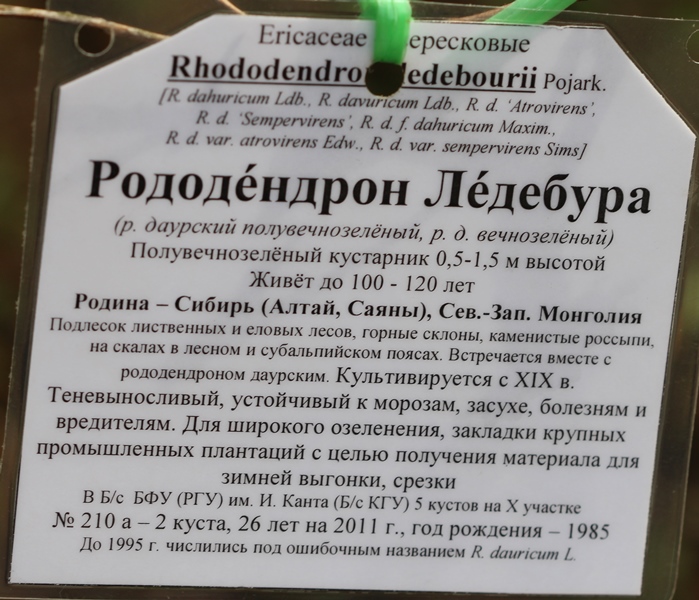 Ericaceae ересковые
Rhododendro ledebourii Pojark.
[R. dahuricum Ldb., R. davuricum Ldb., R. d. ‘Atrovirens’,
R. d. ‘Sempervirens’, R. d. f. dahuricum Maxim.,
R. d. var. atrovirens Edw., R. d. var. sempervirens Sims]
Рододе́ндрон Ле́дебура
(р. даурский полувечнозелёный, р. д. вечнозелёный)
Полувечнозелёный кустарник 0,5-1,5 м высотой
Живёт до 100 - 120 лет
Родина – Сибирь (Алтай, Саяны), Сев.-Зап. Монголия
Подлесок лиственных и еловых лесов, горные склоны, каменистые россыпи,
на скалах в лесном и субальпийском поясах. Встречается вместе с
рододендроном даурским. Культивируется с XIX в.
Теневыносливый, устойчивый к морозам, засухе, болезням и
вредителям. Для широкого озеленения, закладки крупных
промышленных плантаций с целью получения материала для
зимней выгонки, срезки
В Б/с БФУ (РГУ) им. И. Канта (Б/с КГУ) 5 кустов на X участке
№ 210 а – 2 куста, 26 лет на 2011 г., год рождения – 1985
До 1995 г. числились под ошибочным названием R. dauricum L.